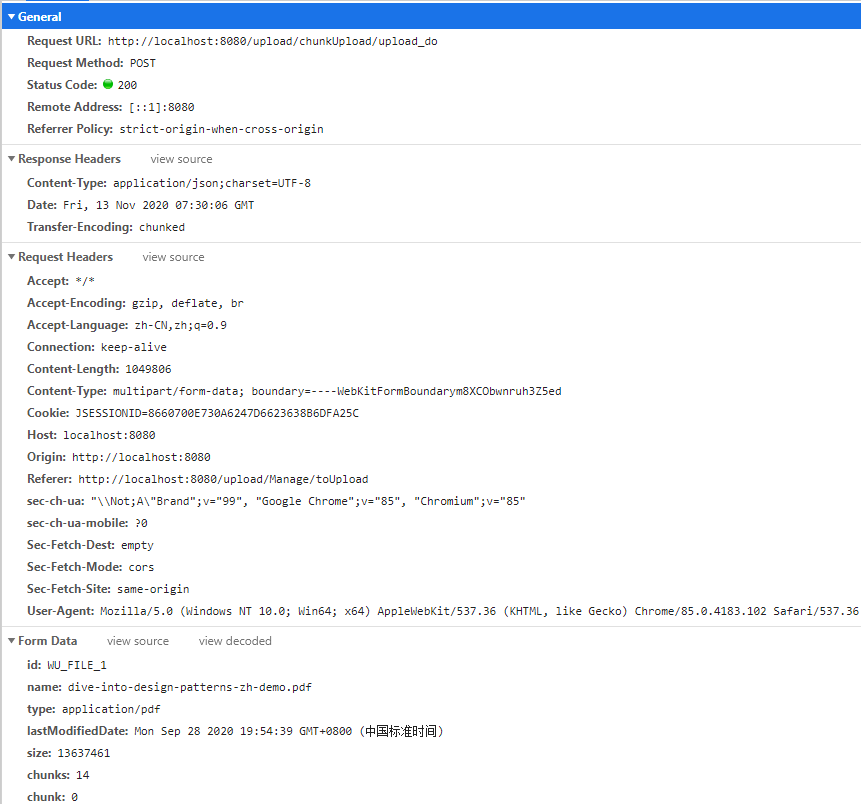 General
Request URL: http://localhost:8080/upload/chunkUpload/upload_do
Request Method: POST
Status Code: 200
Remote Address: [::1]:8080
Referrer Policy: strict-origin-when-cross-origin
Response Headers view source
Content-Type: application/json;charset=UTF-8
Date: Fri, 13 Nov 2020 07:30:06 GMT
Transfer-Encoding: chunked
Request Headers view source
Accept: */*
Accept-Encoding: gzip, deflate, br
Accept-Language: zh-CN,zh;q=0.9
Connection: keep-alive
Content-Length: 1049806
Content-Type: multipart/form-data; boundary=----WebKitFormBoundarym8XCObwnruh3Z5ed
Cookie: JSESSIONID=8660700E730A6247D6623638B6DFA25C
Host: localhost:8080
Origin: http://localhost:8080
Referer: http://localhost:8080/upload/Manage/toUpload
sec-ch-ua: "\\Not;A\"Brand";v="99", "Google Chrome";v="85", "Chromium";v="85"
sec-ch-ua-mobile: ?0
Sec-Fetch-Dest: empty
Sec-Fetch-Mode: cors
Sec-Fetch-Site: same-origin
User-Agent: Mozilla/5.0 (Windows NT 10.0; Win64; x64) AppleWebKit/537.36 (KHTML, like Gecko) Chrome/85.0.4183.102 Safari/537.36
Form Data view source view decoded
id: WU_FILE_1
name: dive-into-design-patterns-zh-demo.pdf
type: application/pdf
lastModifiedDate: Mon Sep 28 2020 19:54:39 GMT+0800 (中国标准时间)
size: 13637461
chunks: 14
chunk: 0